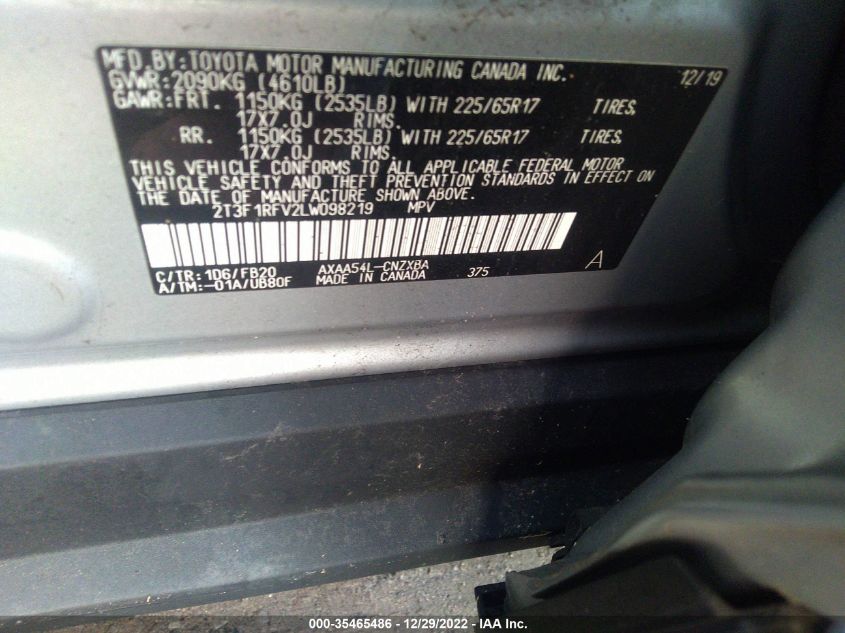 MFD.BY:TOYOTA MOTOR MANUFACTURING CANADA INC. 12/19
GVWR:2090KG (4610LB)
GAWR:FRT. 1150KG (2535LB) WITH 225/65R17 TIRES,
17X7.0J RIMS.
RR. 1150KG (2535LB) WITH 225/65R17 TIRES,
17X7.0J RIMS.
THIS VEHICLE CONFORMS TO ALL APPLICABLE FEDERAL MOTOR
VEHICLE SAFETY AND THEFT PREVENTION STANDARDS IN EFFECT ON
THE DATE OF MANUFACTURE SHOWN ABOVE.
2T3F1RFV2LW098219 MPV
C/TR:1D6/FB20 AXAA54L-CNZXBA 375 A
A/TM:-01A/UB80F MADE IN CANADA
000-35465486 - 12/29/2022 - IAA Inc.